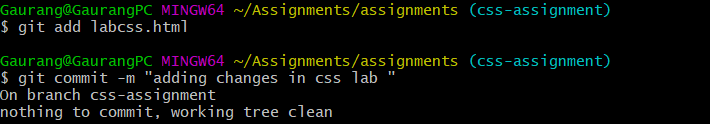 Gaurang@GaurangPC MINGW64 ~/Assignments/assignments (css-assignment)
$ git add labcss.html
Gaurang@GaurangPC MINGW64 ~/Assignments/assignments (css-assignment)
$ git commit -m "adding changes in css lab "
On branch css-assignment
nothing to commit, working tree clean